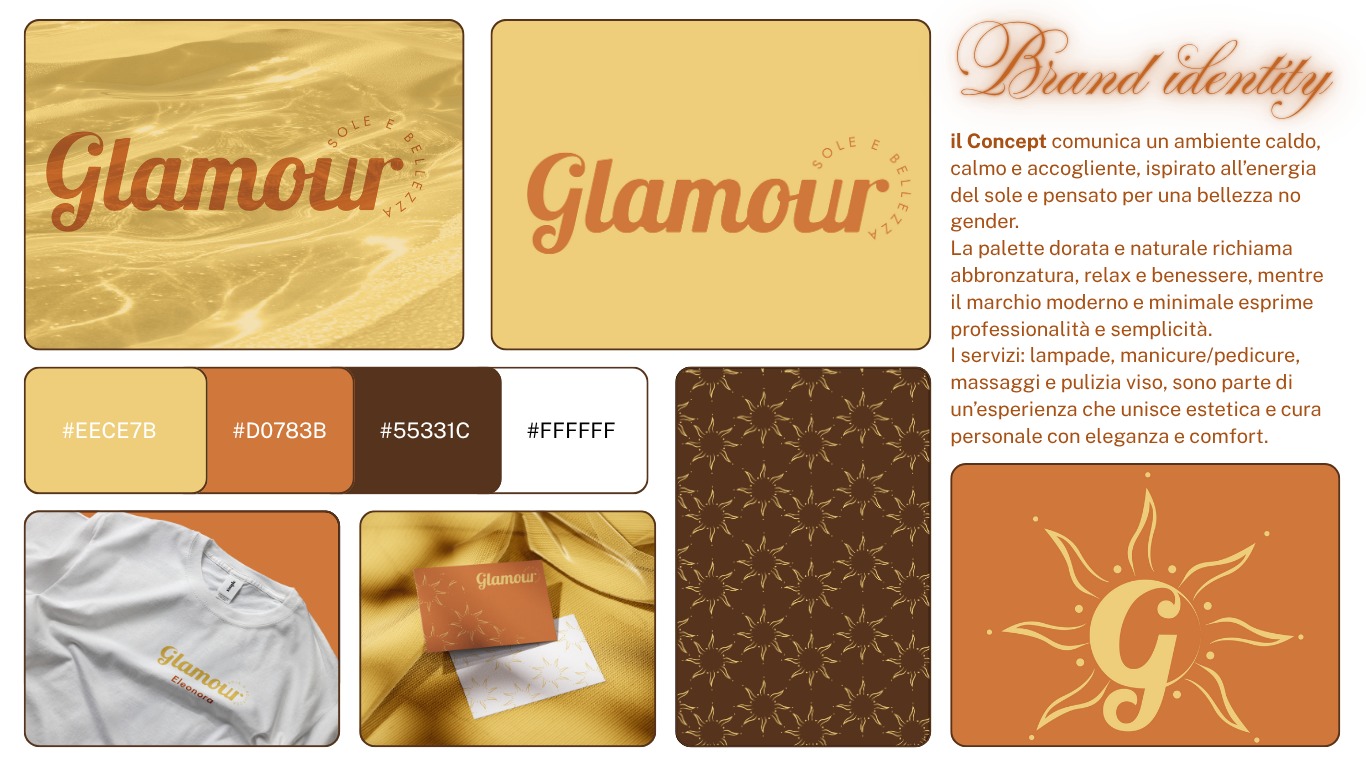 Glamour
SOLE E BELLEZZA
Glamour
SOLE E BELLEZZA
Brand identity
il Concept comunica un ambiente caldo,
calmo e accogliente, ispirato all'energia
del sole e pensato per una bellezza no
gender.
La palette dorata e naturale richiama
abbronzatura, relax e benessere, mentre
il marchio moderno e minimale esprime
professionalità e semplicità.
I servizi: lampade, manicure/pedicure,
massaggi e pulizia viso, sono parte di
un'esperienza che unisce estetica e cura
personale con eleganza e comfort.
#EECE7B
#D0783B
#55331C
#FFFFFF
Glamour
Eleonora
Glamour
G